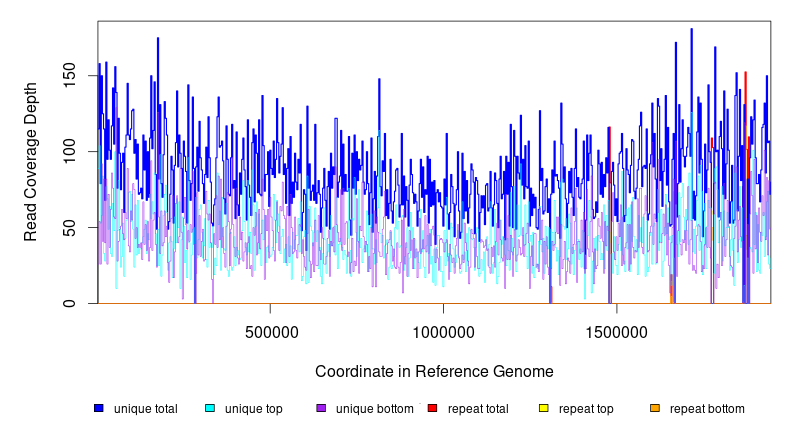 Read Coverage Depth
150
100
50
0
500000 1000000 1500000
Coordinate in Reference Genome
unique total unique top unique bottom repeat total repeat top repeat bottom